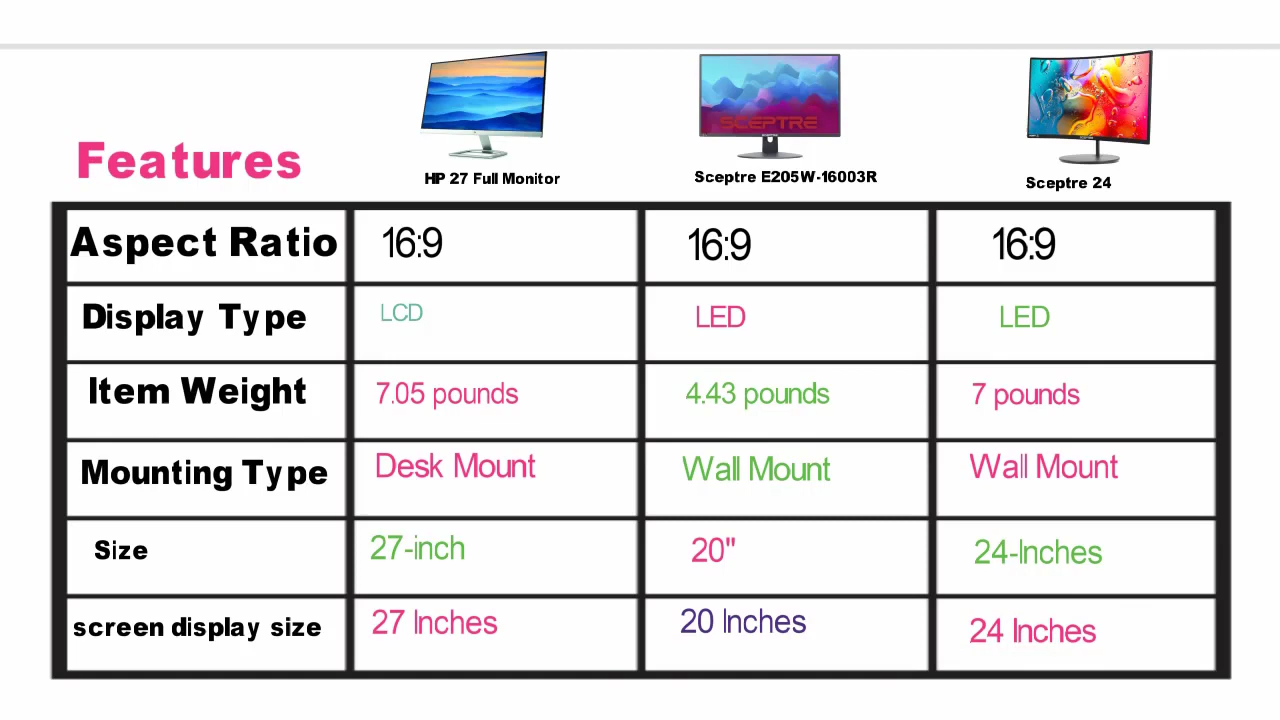 Features
SCEPTRE
HP 27 Full Monitor
Sceptre E205W-16003R
Sceptre 24
Aspect Ratio 16:9 16:9 16:9
Display Type LCD LED LED
Item Weight 7.05 pounds 4.43 pounds 7 pounds
Mounting Type Desk Mount Wall Mount Wall Mount
Size 27-inch 20" 24-Inches
screen display size 27 Inches 20 Inches 24 Inches